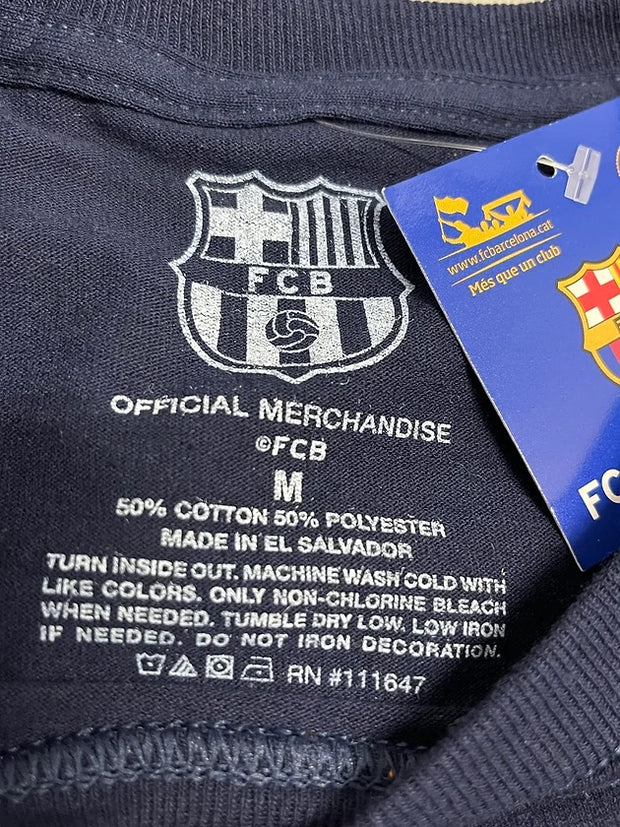 FCB
OFFICIAL MERCHANDISE
©FCB
M
50% COTTON 50% POLYESTER
MADE IN EL SALVADOR
TURN INSIDE OUT. MACHINE WASH COLD WITH
LIKE COLORS. ONLY NON-CHLORINE BLEACH
WHEN NEEDED. TUMBLE DRY LOW. LOW IRON
IF NEEDED. DO NOT IRON DECORATION.
RN #111647
www.fcbarcelona.cat
Més que un club
FC